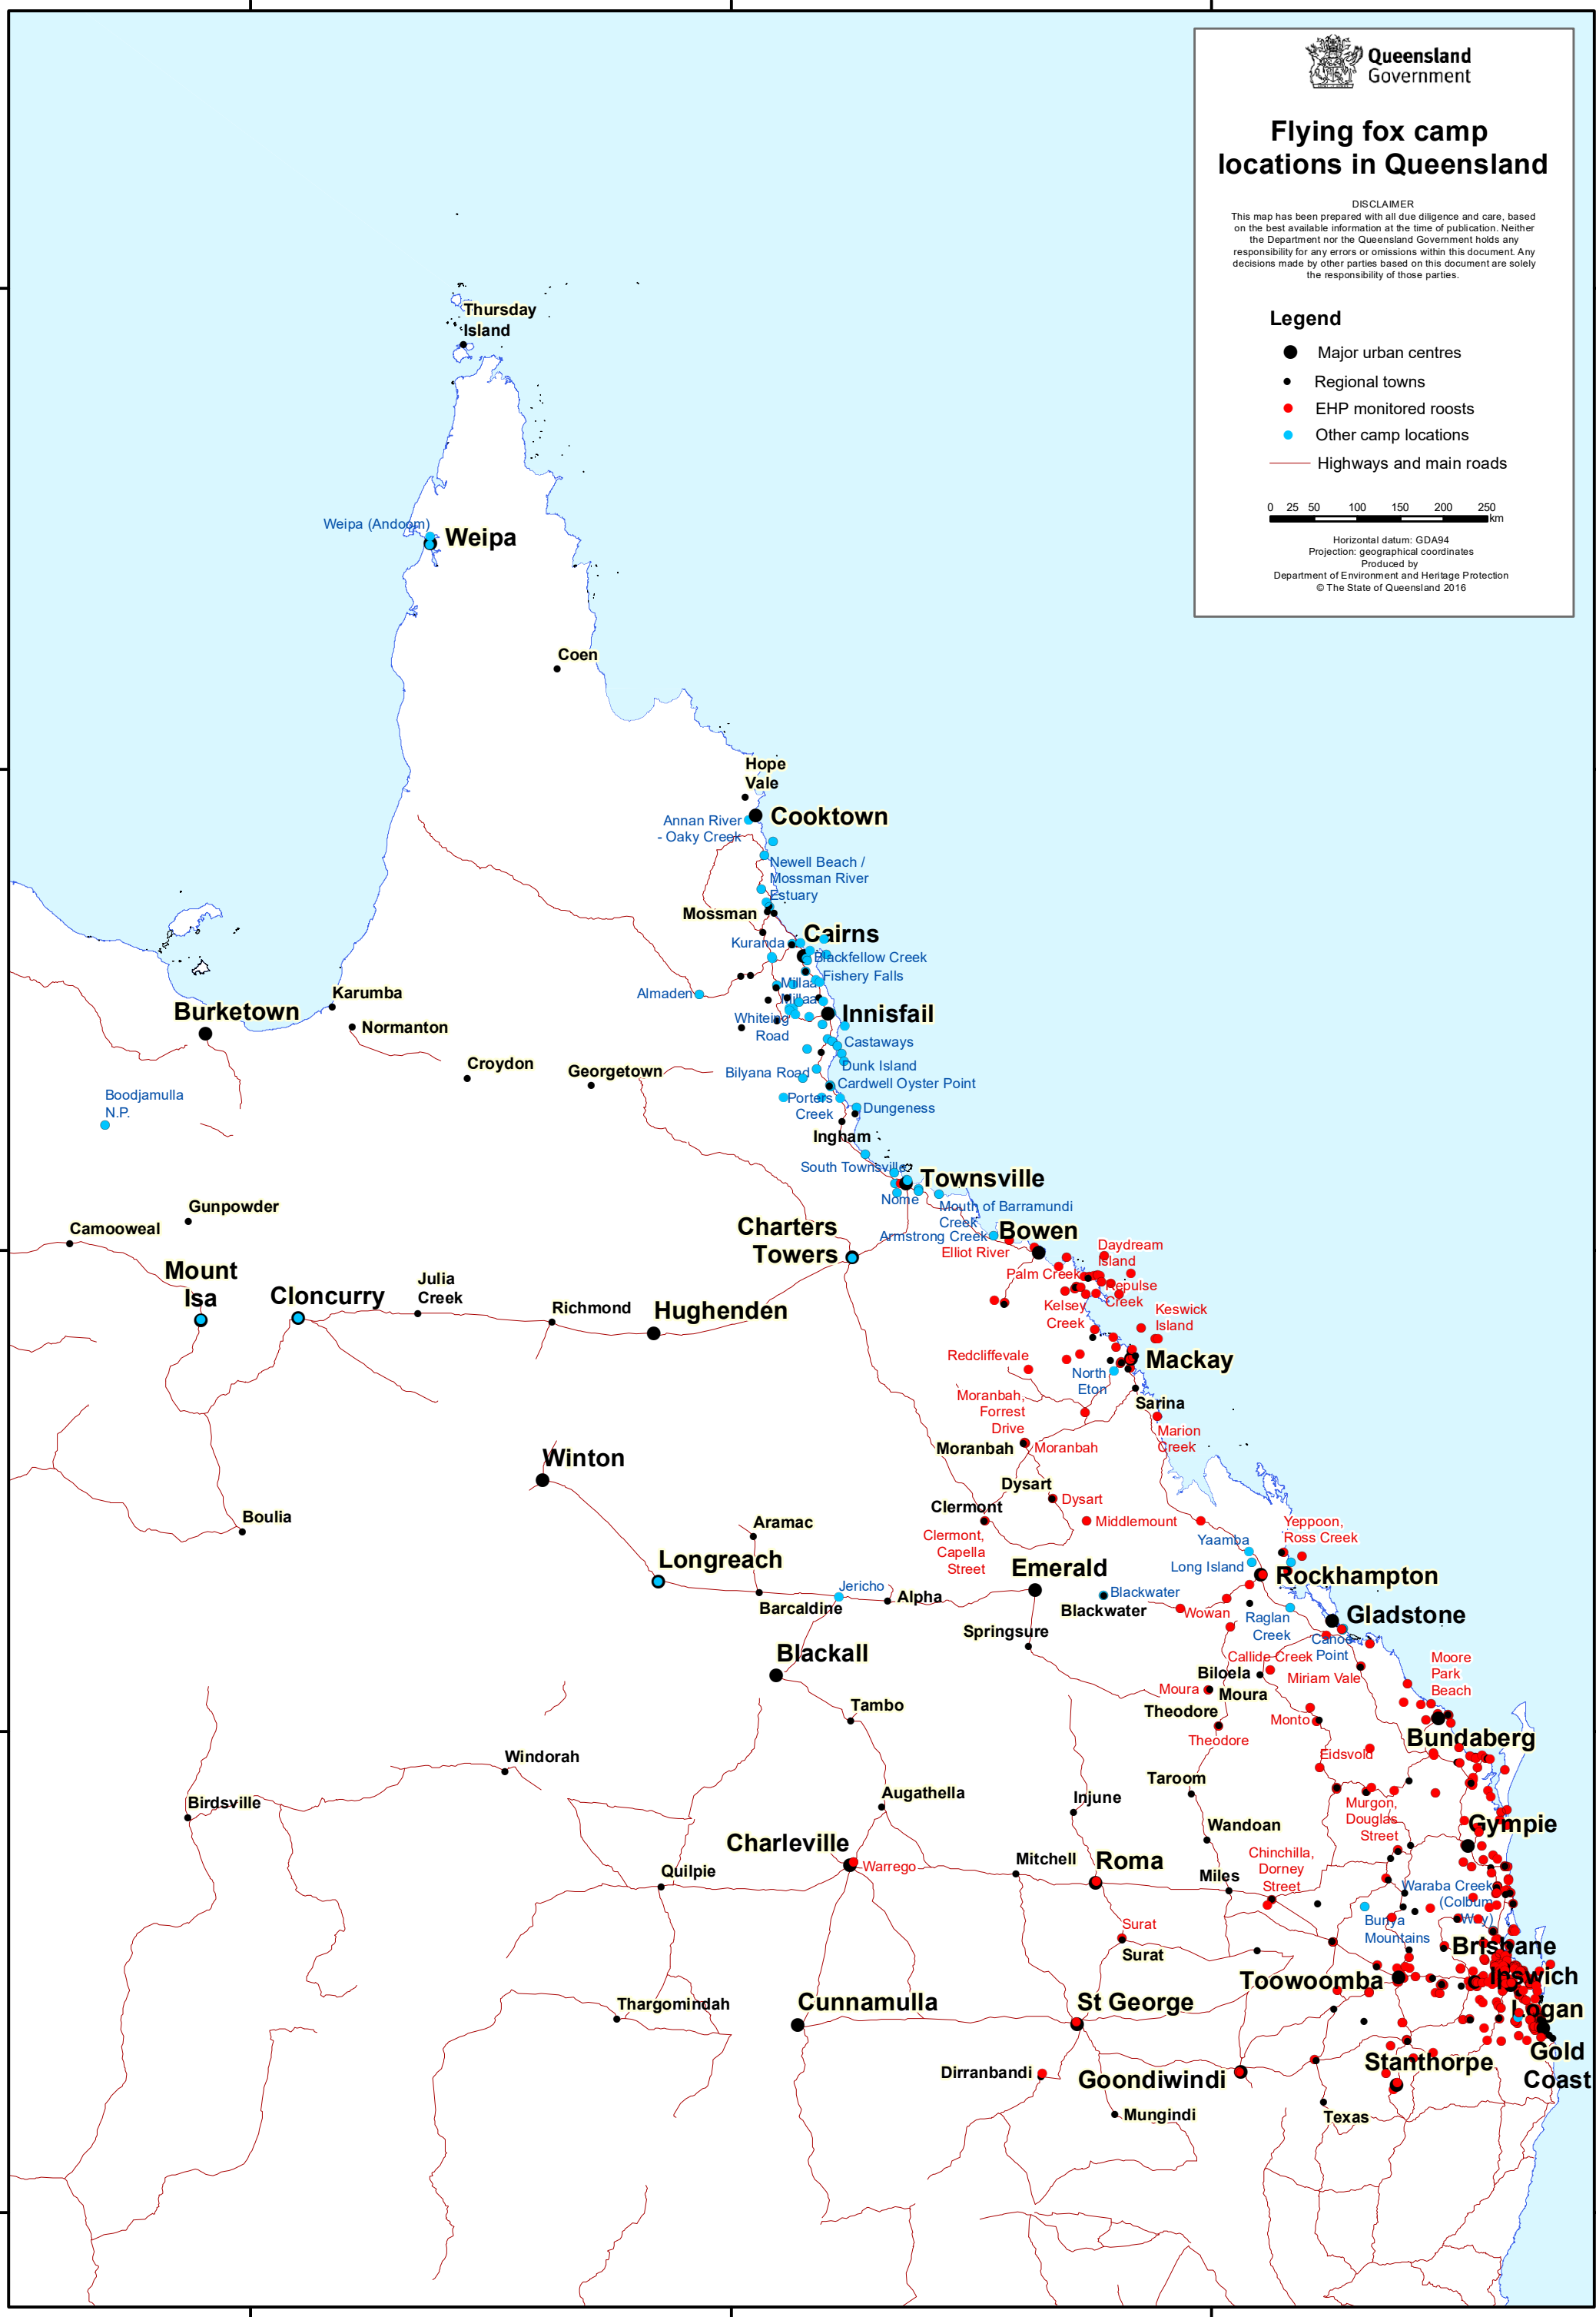 Queensland
Government
Flying fox camp
locations in Queensland
DISCLAIMER
This map has been prepared with all due diligence and care, based
on the best available information at the time of publication. Neither
the Department nor the Queensland Government holds any
responsibility for any errors or omissions within this document. Any
decisions made by other parties based on this document are solely
the responsibility of those parties.
Legend
Major urban centres
Regional towns
EHP monitored roosts
Other camp locations
Highways and main roads
0 25 50 100 150 200 250
km
Horizontal datum: GDA94
Projection: geographical coordinates
Produced by
Department of Environment and Heritage Protection
© The State of Queensland 2016
Thursday
Island
Weipa (Andoom)
Weipa
Coen
Hope
Vale
Cooktown
Annan River
- Oaky Creek
Newell Beach /
Mossman River
Estuary
Mossman
Cairns
Kuranda
Blackfellow Creek
Fishery Falls
Millaa
Millaa
Almaden
Karumba
Burketown
Innisfail
Whiteing
Road
Normanton
Castaways
Croydon
Georgetown
Dunk Island
Bilyana Road
Cardwell Oyster Point
Boodjamulla
N.P.
Porters
Creek
Dungeness
Ingham
South Townsville
Townsville
Nome
Mouth of Barramundi
Creek
Gunpowder
Camooweal
Charters
Towers
Armstrong Creek
Bowen
Elliot River
Daydream
Island
Palm Creek
Repulse
Creek
Mount
Isa
Cloncurry
Julia
Creek
Richmond
Hughenden
Kelsey
Creek
Keswick
Island
Redcliffevale
Mackay
North
Eton
Sarina
Moranbah,
Forrest
Drive
Marion
Creek
Moranbah
Moranbah
Winton
Dysart
Dysart
Clermont
Middlemount
Clermont,
Capella
Street
Boulia
Aramac
Yeppoon,
Ross Creek
Yaamba
Longreach
Long Island
Emerald
Rockhampton
Jericho
Alpha
Barcaldine
Blackwater
Blackwater
Wowan
Gladstone
Raglan
Creek
Springsure
Canoe
Point
Blackall
Callide Creek
Biloela
Miriam Vale
Moore
Park
Beach
Moura
Moura
Tambo
Theodore
Monto
Theodore
Bundaberg
Windorah
Eidsvold
Birdsville
Augathella
Injune
Taroom
Murgon,
Douglas
Street
Gympie
Wandoan
Charleville
Warrego
Quilpie
Mitchell
Roma
Miles
Chinchilla,
Dorney
Street
Waraba Creek
(Colburn
Way)
Bunya
Mountains
Surat
Surat
Brisbane
Toowoomba
Ipswich
Thargomindah
Cunnamulla
St George
Logan
Gold
Coast
Stanthorpe
Dirranbandi
Goondiwindi
Mungindi
Texas